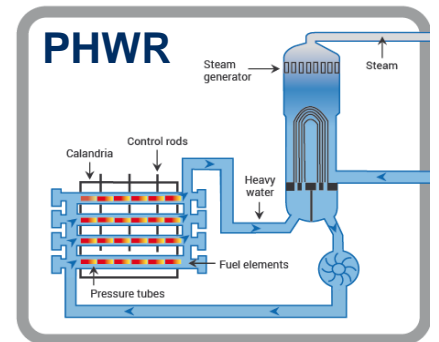 PHWR
Steam
generator
Steam
Control rods
Calandria
Heavy
water
Fuel elements
Pressure tubes